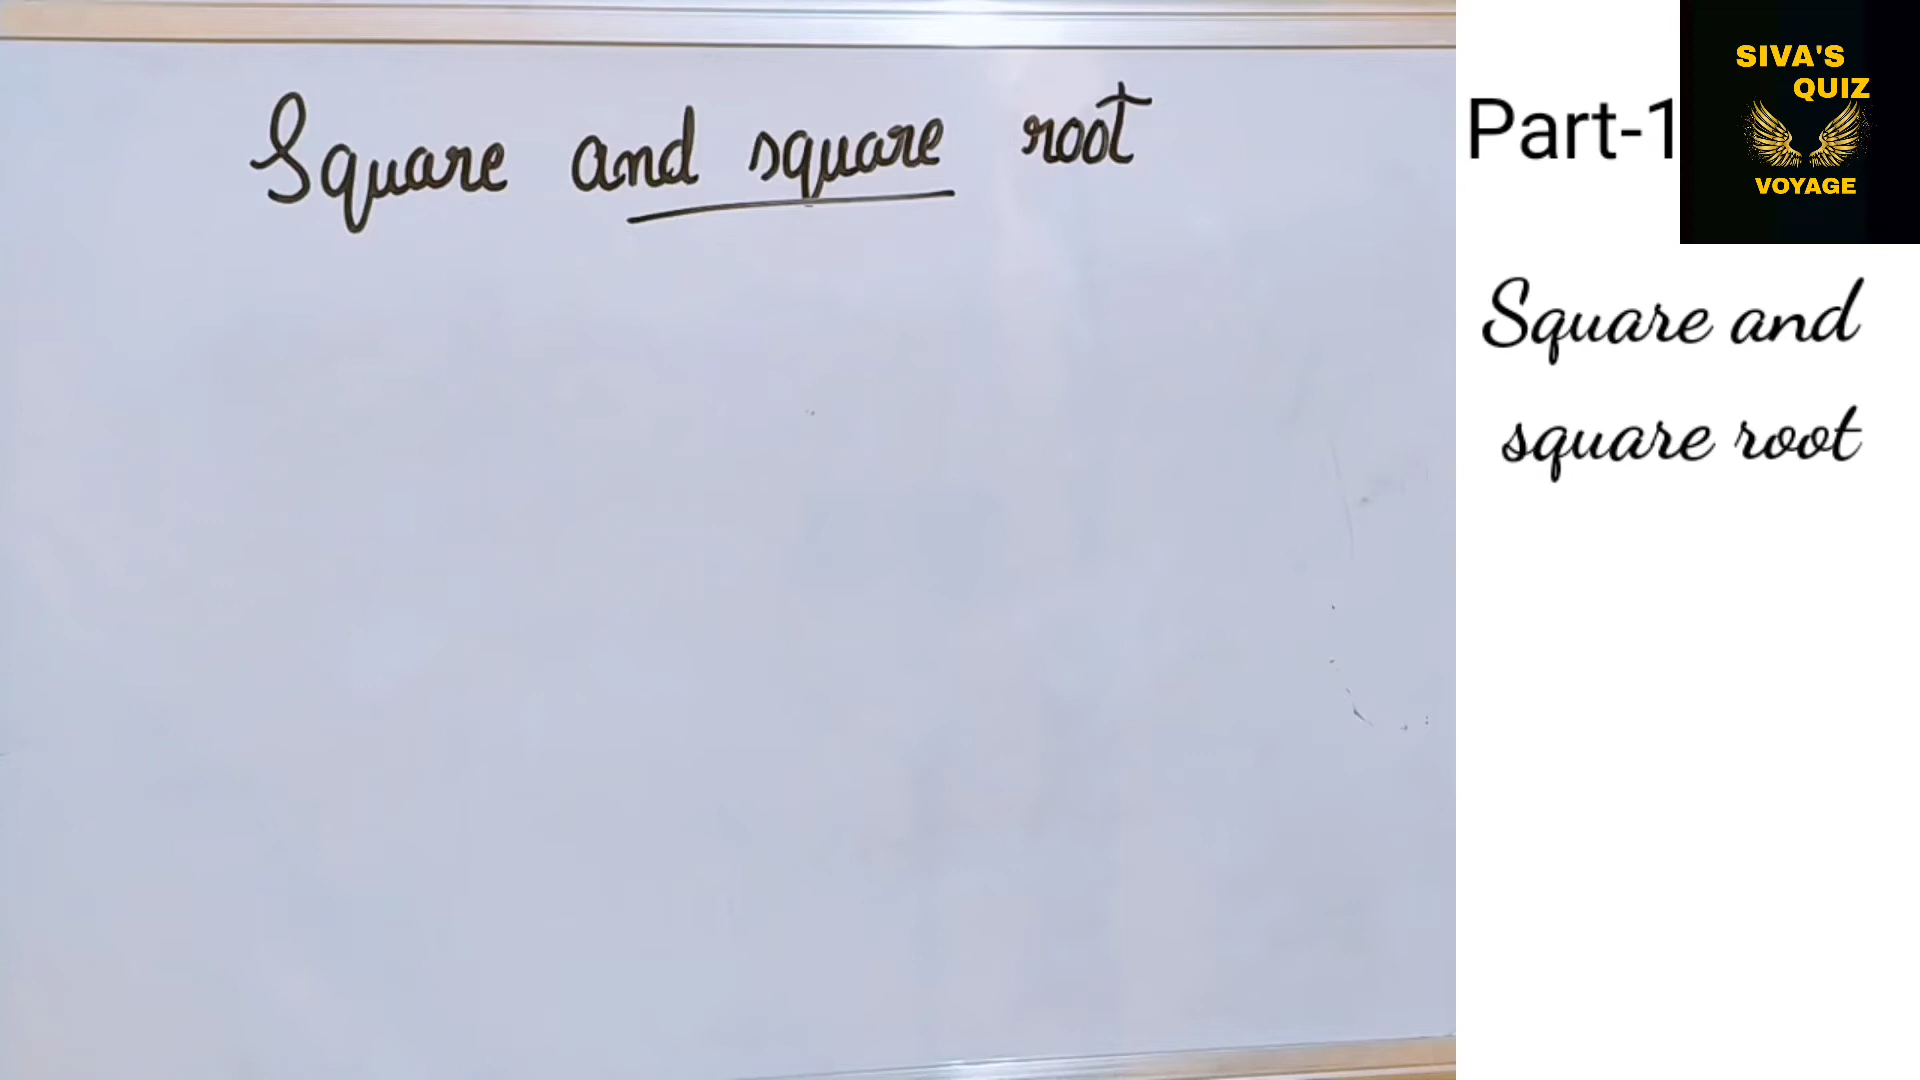 Square and square root
Part-1
SIVA'S
QUIZ
VOYAGE
Square and
square root